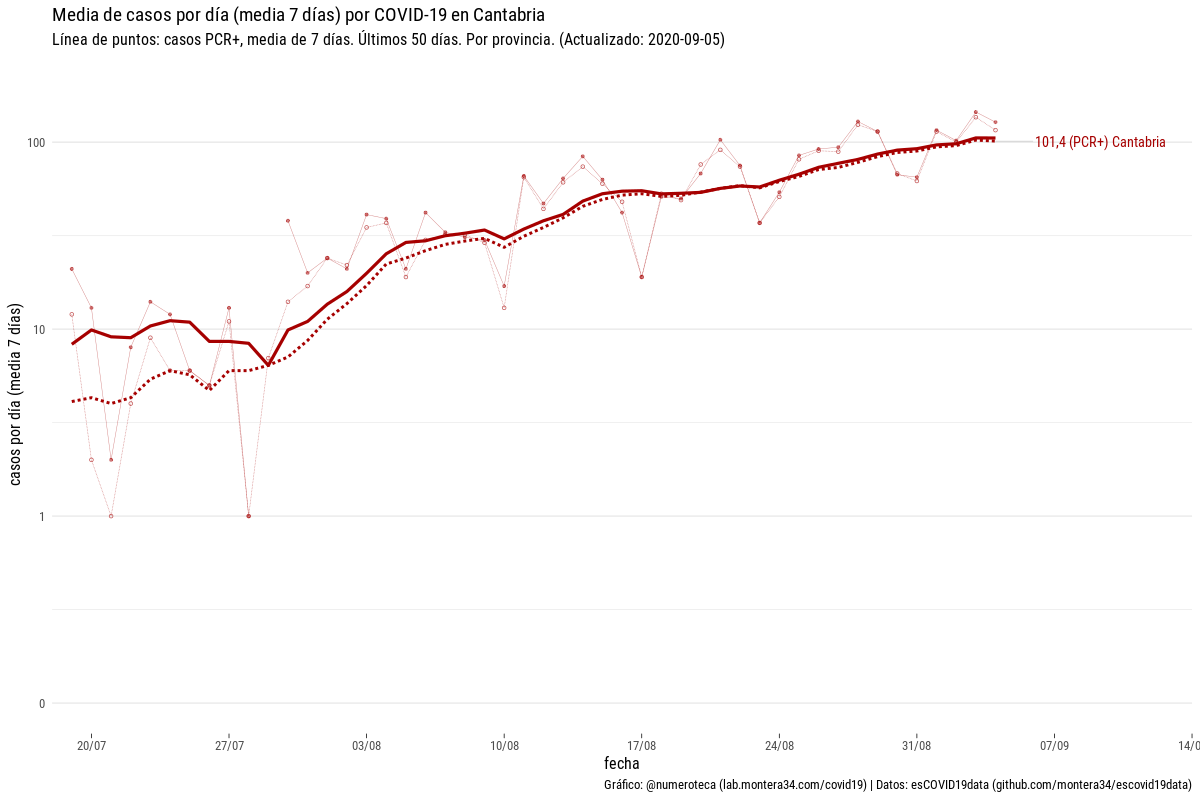 Media de casos por día (media 7 días) por COVID-19 en Cantabria
Línea de puntos: casos PCR+, media de 7 días. Últimos 50 días. Por provincia. (Actualizado: 2020-09-05)
casos por día (media 7 días)
100
10
1
0
101,4 (PCR+) Cantabria
20/07
27/07
03/08
10/08
17/08
24/08
31/08
07/09
14/0
fecha
Gráfico: @numeroteca (lab.montera34.com/covid19) | Datos: esCOVID19data (github.com/montera34/escovid19data)